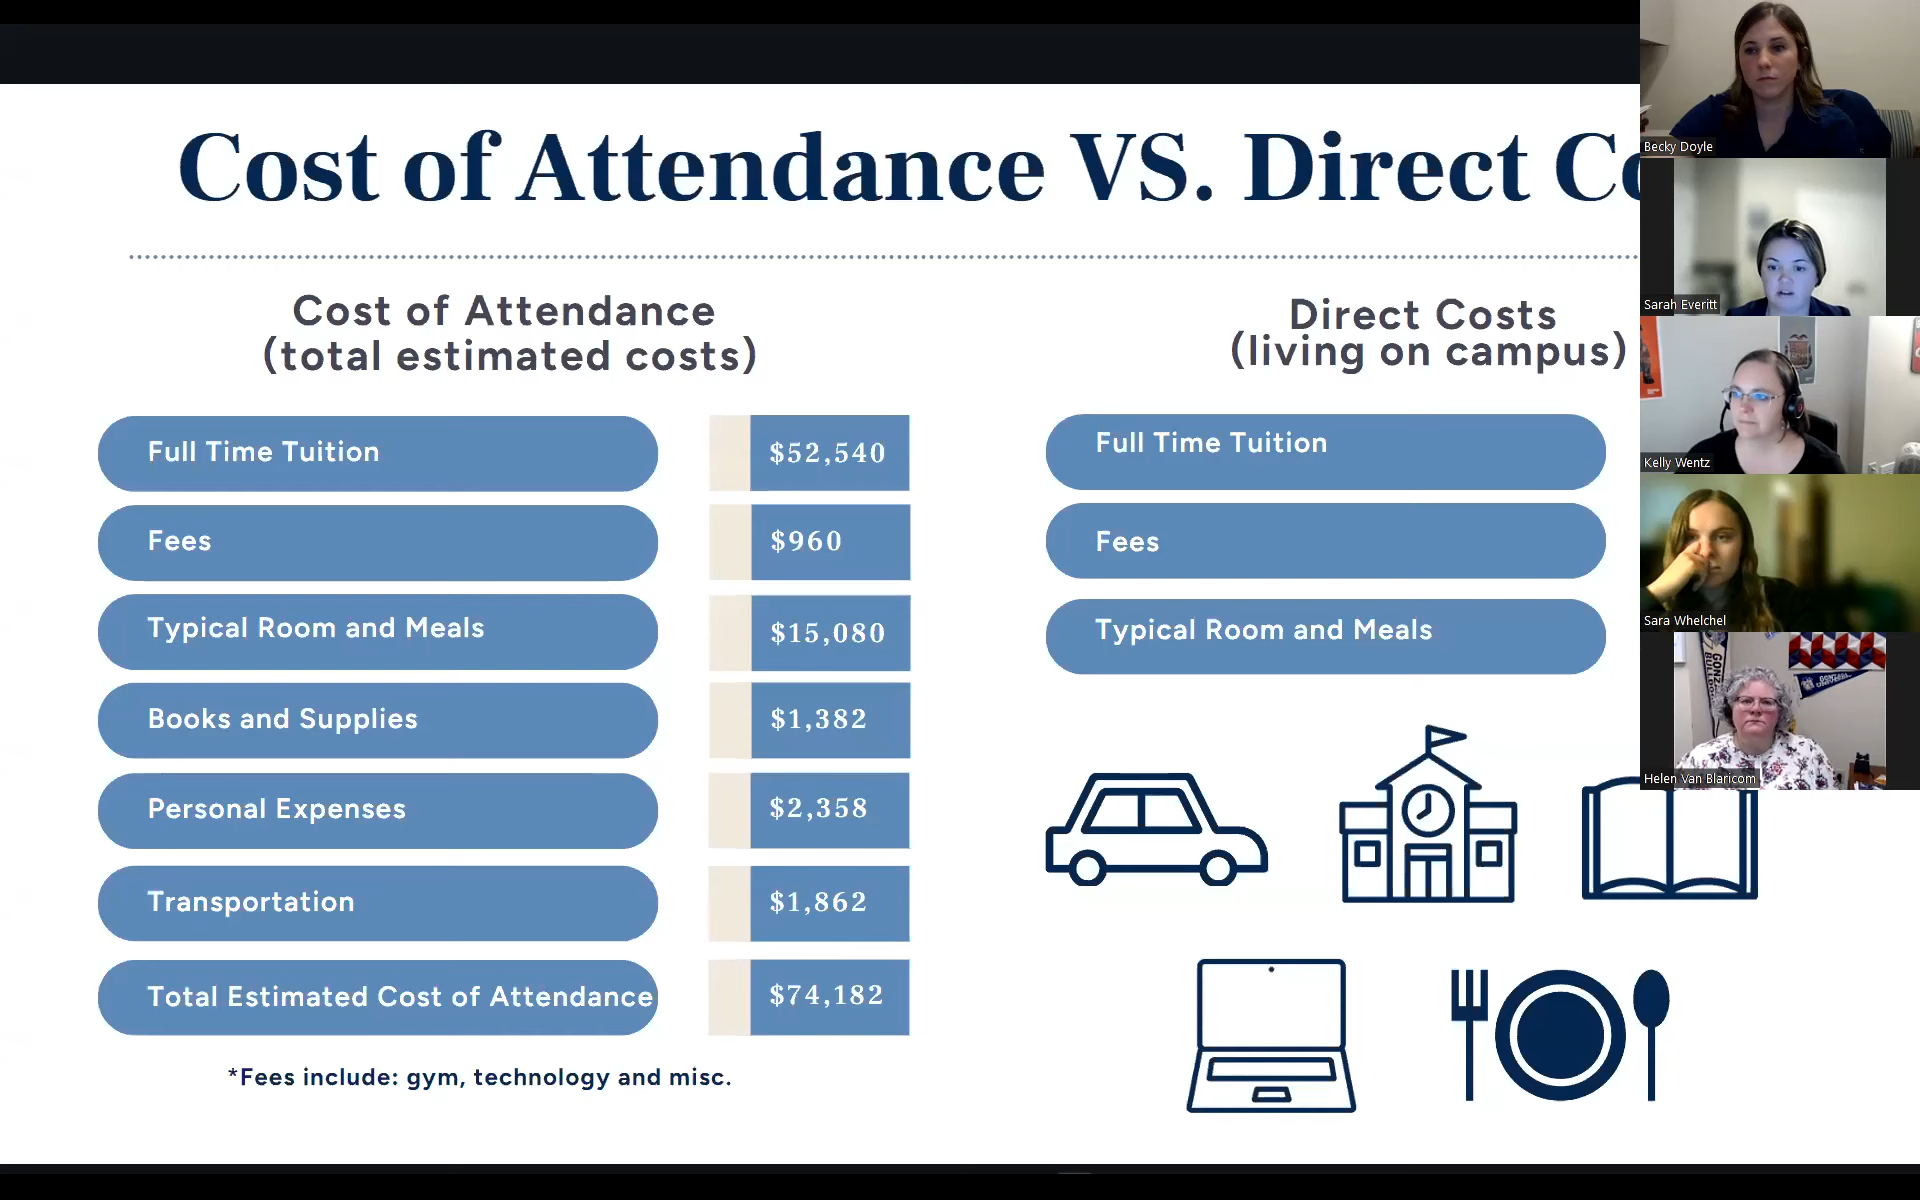 Cost of Attendance VS. Direct
Cost of Attendance
(total estimated costs)
Full Time Tuition $52,540
Fees $960
Typical Room and Meals $15,080
Books and Supplies $1,382
Personal Expenses $2,358
Transportation $1,862
Total Estimated Cost of Attendance $74,182
*Fees include: gym, technology and misc.
Direct Costs
(living on campus)
Full Time Tuition
Fees
Typical Room and Meals
Becky Doyle
Sarah Everitt
Kelly Wentz
Sara Whelchel
Helen Van Blaricom